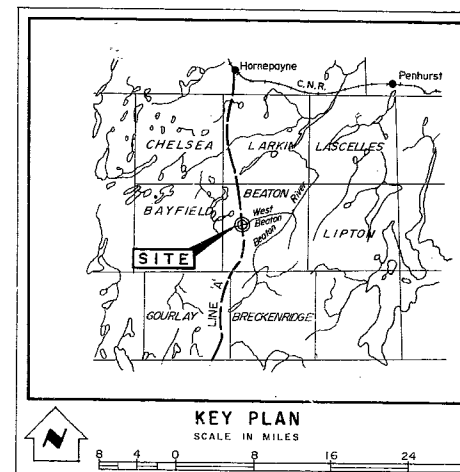 Hornepayne
Penhurst
C.N.R.
CHELSEA
LARKIN
LASCELLES
BEATON
BAYFIELD
West
Beaton
River
Beaton
LIPTON
SITE
LINE 'A'
GOURLAY
BRECKENRIDGE
KEY PLAN
SCALE IN MILES
N
8 4 0 8 16 24